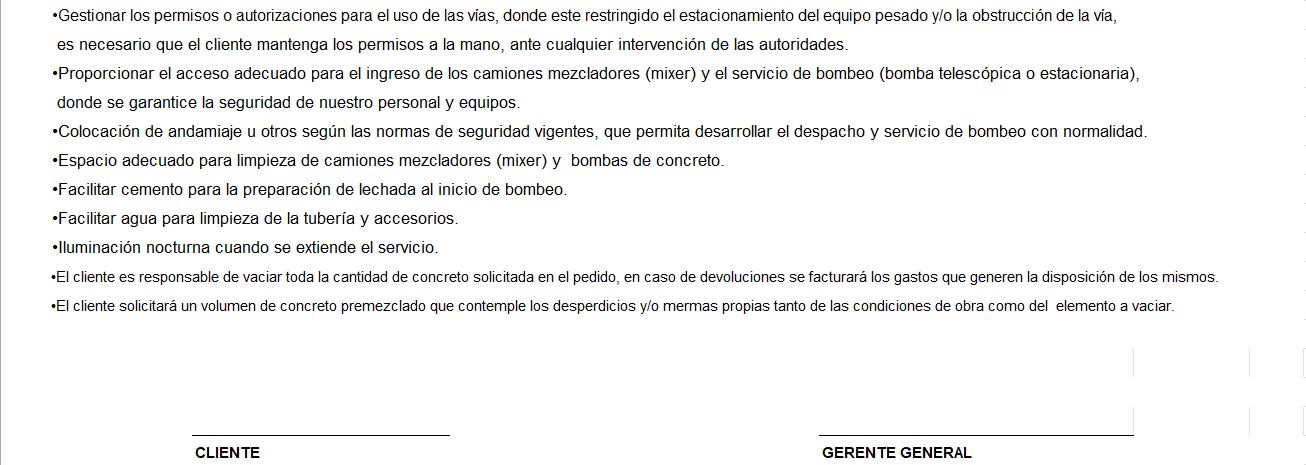 •Gestionar los permisos o autorizaciones para el uso de las vías, donde este restringido el estacionamiento del equipo pesado y/o la obstrucción de la vía,
es necesario que el cliente mantenga los permisos a la mano, ante cualquier intervención de las autoridades.
•Proporcionar el acceso adecuado para el ingreso de los camiones mezcladores (mixer) y el servicio de bombeo (bomba telescópica o estacionaria),
donde se garantice la seguridad de nuestro personal y equipos.
•Colocación de andamiaje u otros según las normas de seguridad vigentes, que permita desarrollar el despacho y servicio de bombeo con normalidad.
•Espacio adecuado para limpieza de camiones mezcladores (mixer) y  bombas de concreto.
•Facilitar cemento para la preparación de lechada al inicio de bombeo.
•Facilitar agua para limpieza de la tubería y accesorios.
•Iluminación nocturna cuando se extiende el servicio.
•El cliente es responsable de vaciar toda la cantidad de concreto solicitada en el pedido, en caso de devoluciones se facturará los gastos que generen la disposición de los mismos.
•El cliente solicitará un volumen de concreto premezclado que contemple los desperdicios y/o mermas propias tanto de las condiciones de obra como del  elemento a vaciar.
CLIENTE
GERENTE GENERAL